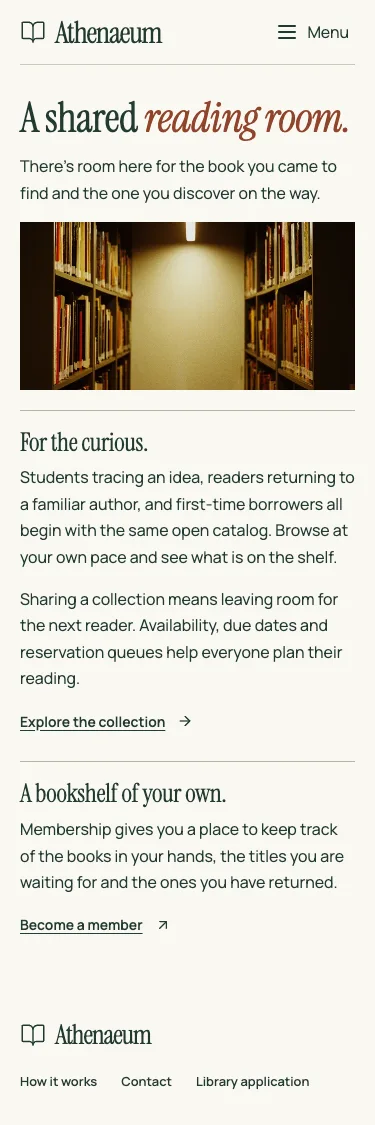 Athenaeum
Menu
A shared reading room.
There's room here for the book you came to
find and the one you discover on the way.
For the curious.
Students tracing an idea, readers returning to
a familiar author, and first-time borrowers all
begin with the same open catalog. Browse at
your own pace and see what is on the shelf.
Sharing a collection means leaving room for
the next reader. Availability, due dates and
reservation queues help everyone plan their
reading.
Explore the collection
A bookshelf of your own.
Membership gives you a place to keep track
of the books in your hands, the titles you are
waiting for and the ones you have returned.
Become a member
Athenaeum
How it works
Contact
Library application